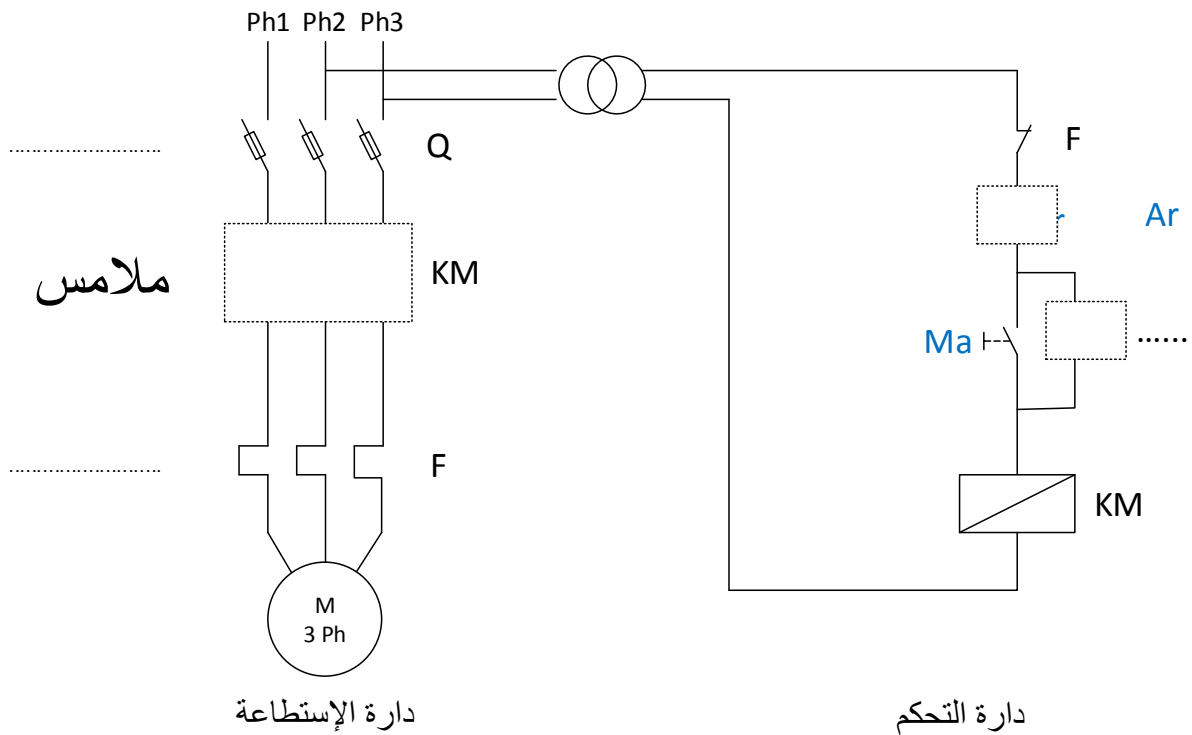 Ph1 Ph2 Ph3
Q
F
Ar
ملامس
KM
Ma
......
F
KM
M
3 Ph
دارة الإستطاعة
دارة التحكم